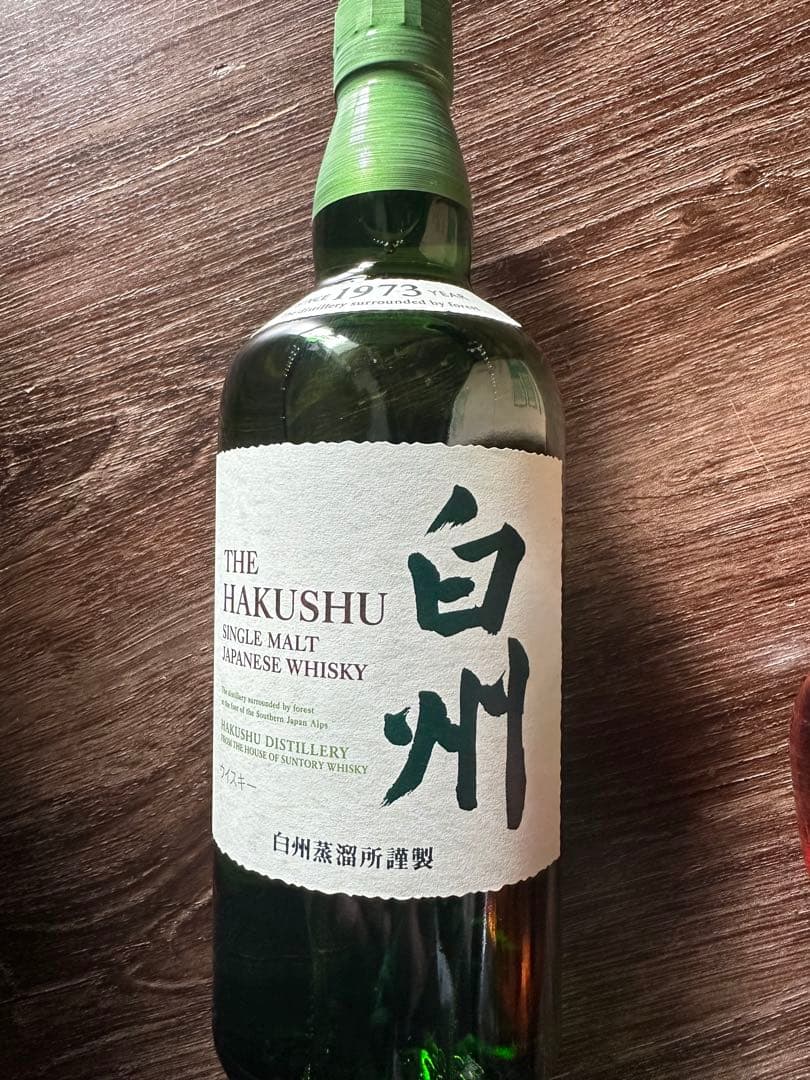 1973 YEAR
distillery surrounded by forest
THE
HAKUSHU
SINGLE MALT
JAPANESE WHISKY
The distillery surrounded by forest
at the foot of the Southern Japan Alps
HAKUSHU DISTILLERY
FROM THE HOUSE OF SUNTORY WHISKY
ウイスキー
白州
白州蒸溜所謹製